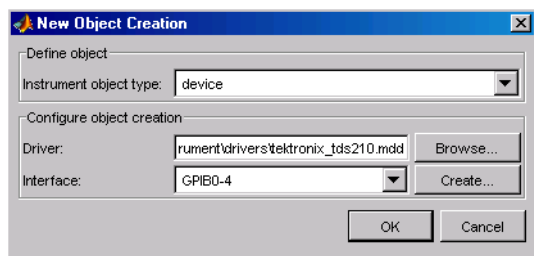 New Object Creation
Define object
Instrument object type: device
Configure object creation
Driver: rument\drivers\tektronix_tds210.mdd Browse...
Interface: GPIB0-4 Create...
OK Cancel